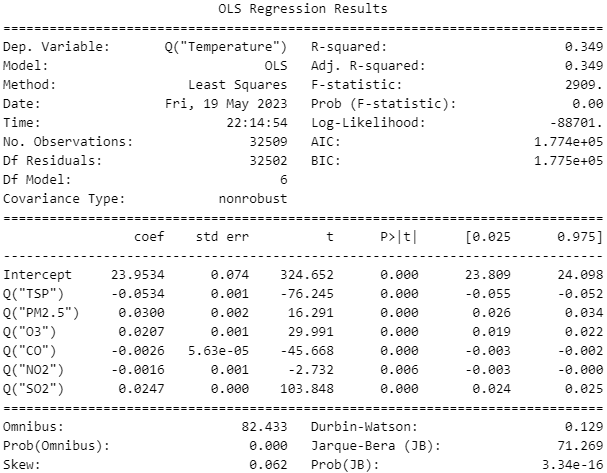 OLS Regression Results
==============================================================================
Dep. Variable: Q("Temperature") R-squared: 0.349
Model: OLS Adj. R-squared: 0.349
Method: Least Squares F-statistic: 2909.
Date: Fri, 19 May 2023 Prob (F-statistic): 0.00
Time: 22:14:54 Log-Likelihood: -88701.
No. Observations: 32509 AIC: 1.774e+05
Df Residuals: 32502 BIC: 1.775e+05
Df Model: 6
Covariance Type: nonrobust
==============================================================================
coef std err t P>|t| [0.025 0.975]
------------------------------------------------------------------------------
Intercept 23.9534 0.074 324.652 0.000 23.809 24.098
Q("TSP") -0.0534 0.001 -76.245 0.000 -0.055 -0.052
Q("PM2.5") 0.0300 0.002 16.291 0.000 0.026 0.034
Q("O3") 0.0207 0.001 29.991 0.000 0.019 0.022
Q("CO") -0.0026 5.63e-05 -45.668 0.000 -0.003 -0.002
Q("NO2") -0.0016 0.001 -2.732 0.006 -0.003 -0.000
Q("SO2") 0.0247 0.000 103.848 0.000 0.024 0.025
==============================================================================
Omnibus: 82.433 Durbin-Watson: 0.129
Prob(Omnibus): 0.000 Jarque-Bera (JB): 71.269
Skew: 0.062 Prob(JB): 3.34e-16